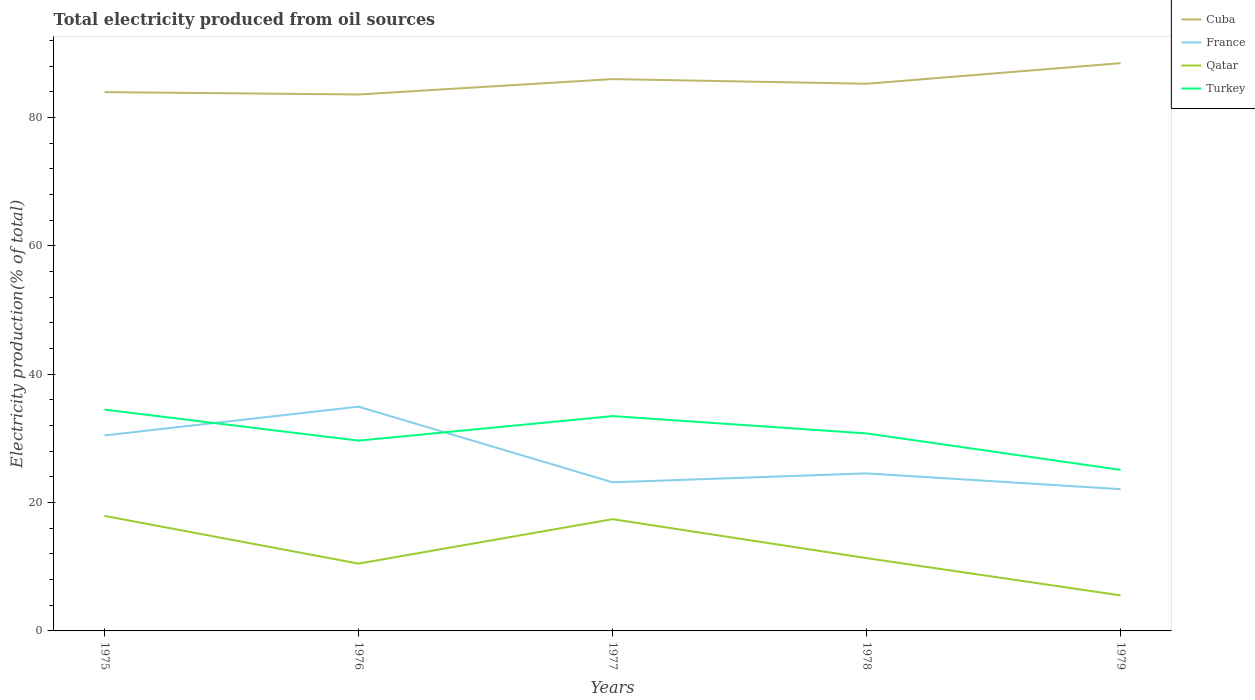 Total electricity produced from oil sources
Cuba
France
Qatar
Turkey
Electricity production(% of total)
80
60
40
20
0
1975
1976
1977
1978
1979
Years